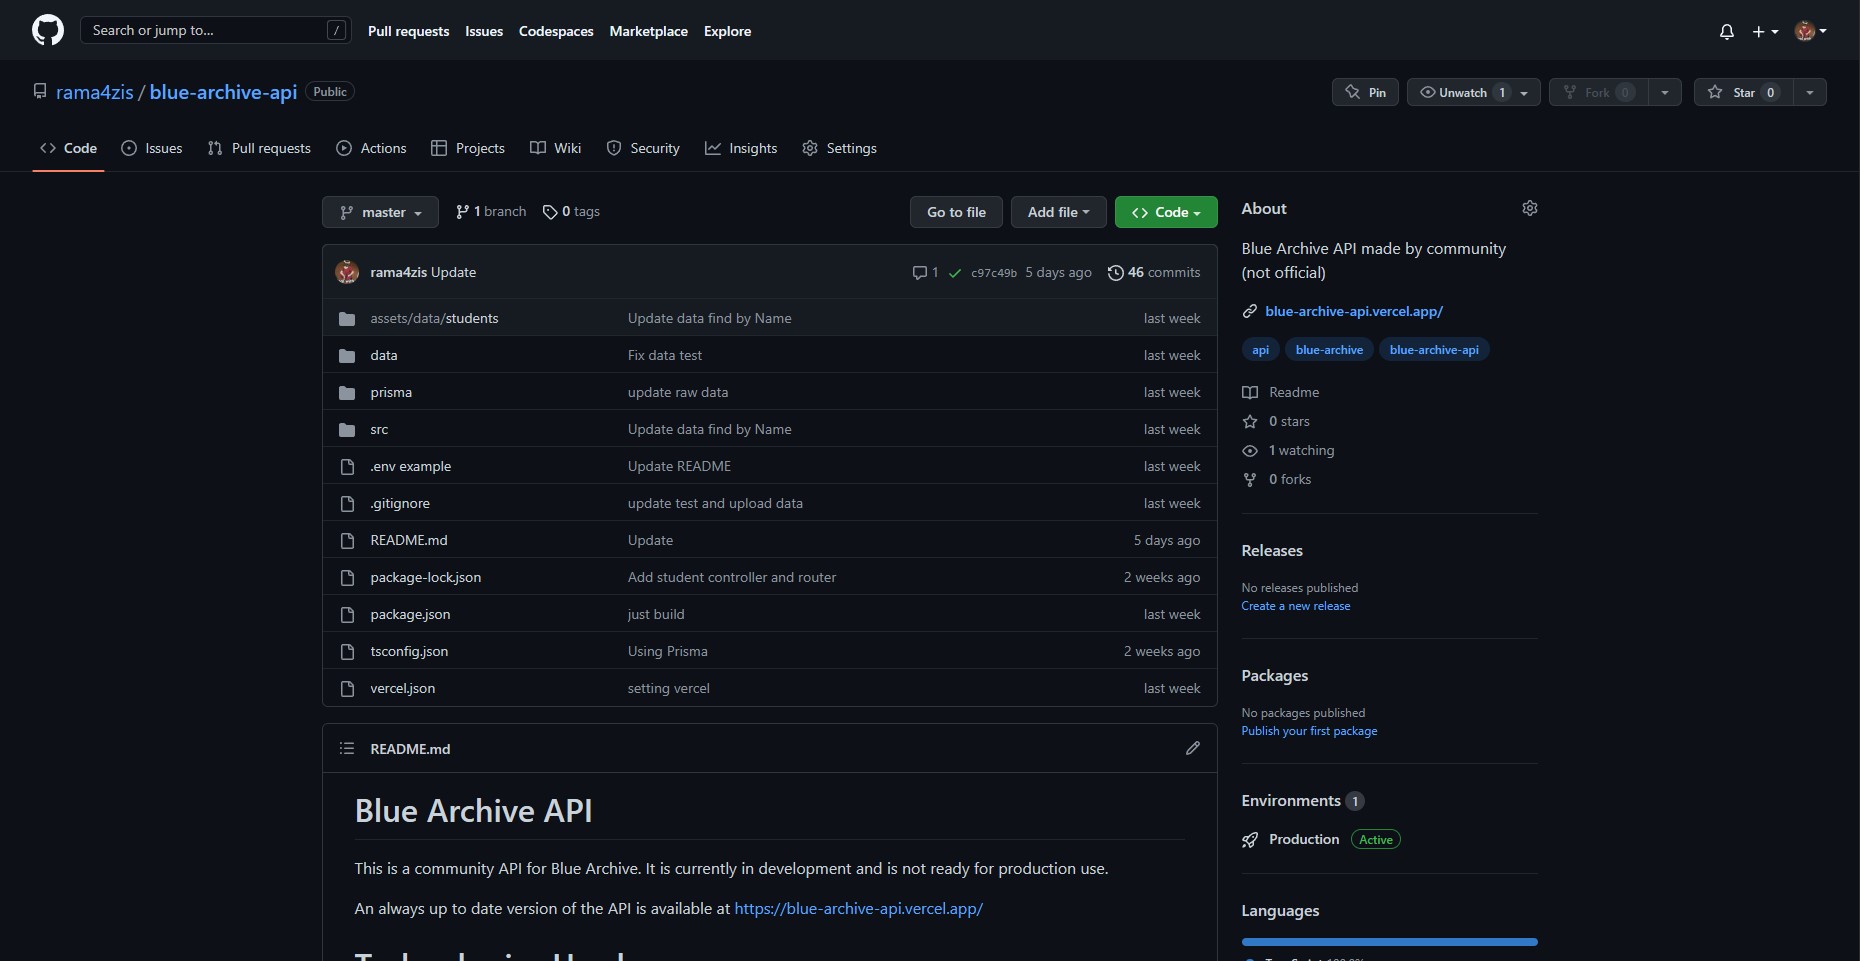 Search or jump to... /
Pull requests Issues Codespaces Marketplace Explore
rama4zis / blue-archive-api Public
Pin Unwatch 1 Fork 0 Star 0
Code Issues Pull requests Actions Projects Wiki Security Insights Settings
master 1 branch 0 tags Go to file Add file Code
rama4zis Update 1 c97c49b 5 days ago 46 commits
assets/data/students Update data find by Name last week
data Fix data test last week
prisma update raw data last week
src Update data find by Name last week
.env example Update README last week
.gitignore update test and upload data last week
README.md Update 5 days ago
package-lock.json Add student controller and router 2 weeks ago
package.json just build last week
tsconfig.json Using Prisma 2 weeks ago
vercel.json setting vercel last week
README.md
Blue Archive API
This is a community API for Blue Archive. It is currently in development and is not ready for production use.
An always up to date version of the API is available at https://blue-archive-api.vercel.app/
About
Blue Archive API made by community
(not official)
blue-archive-api.vercel.app/
api blue-archive blue-archive-api
Readme
0 stars
1 watching
0 forks
Releases
No releases published
Create a new release
Packages
No packages published
Publish your first package
Environments 1
Production Active
Languages